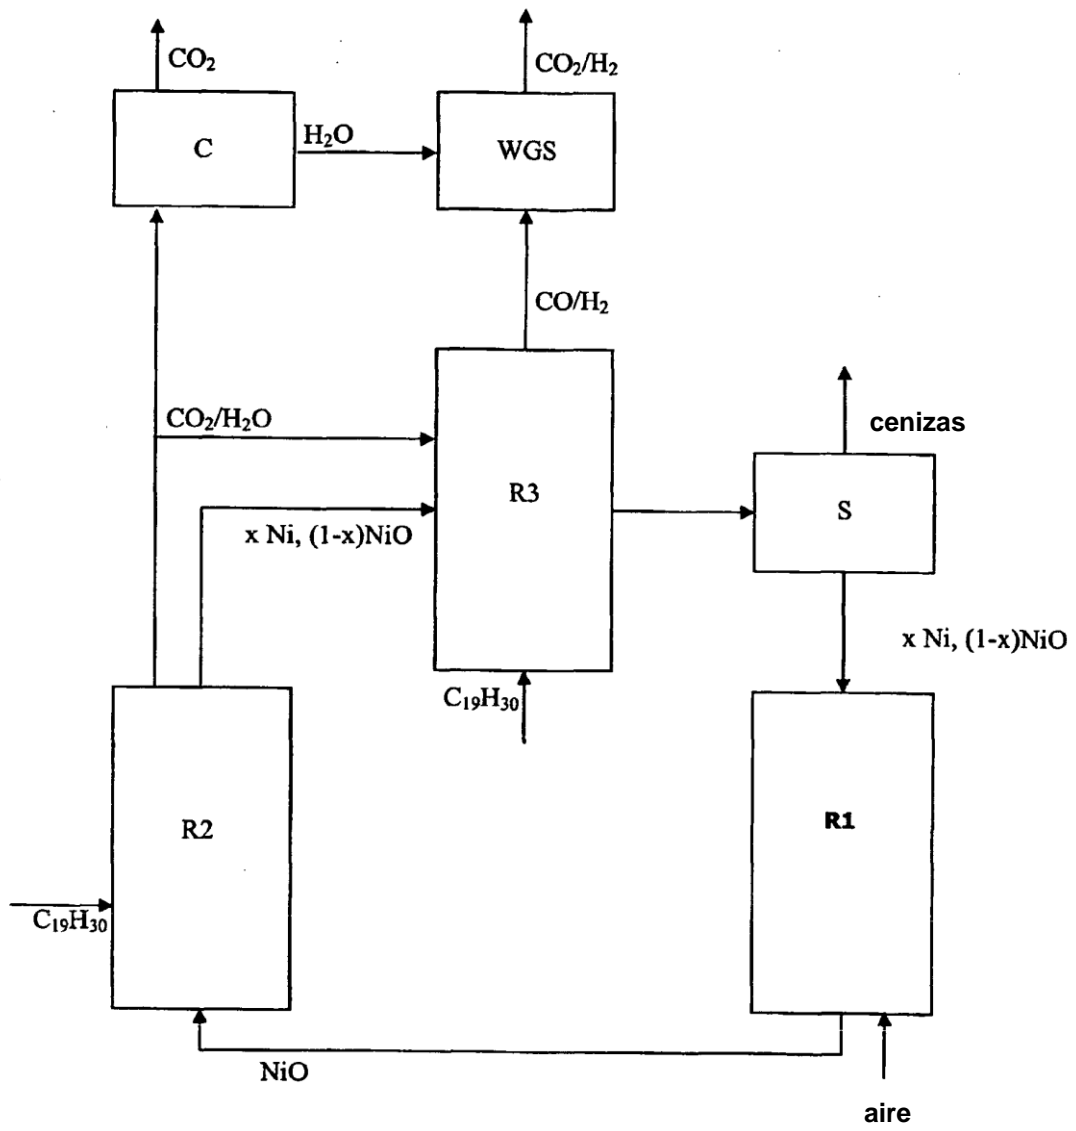 CO₂
CO₂/H₂
C
H₂O
WGS
CO/H₂
CO₂/H₂O
cenizas
R3
S
x Ni, (1-x)NiO
x Ni, (1-x)NiO
C₁₉H₃₀
R2
R1
C₁₉H₃₀
NiO
aire